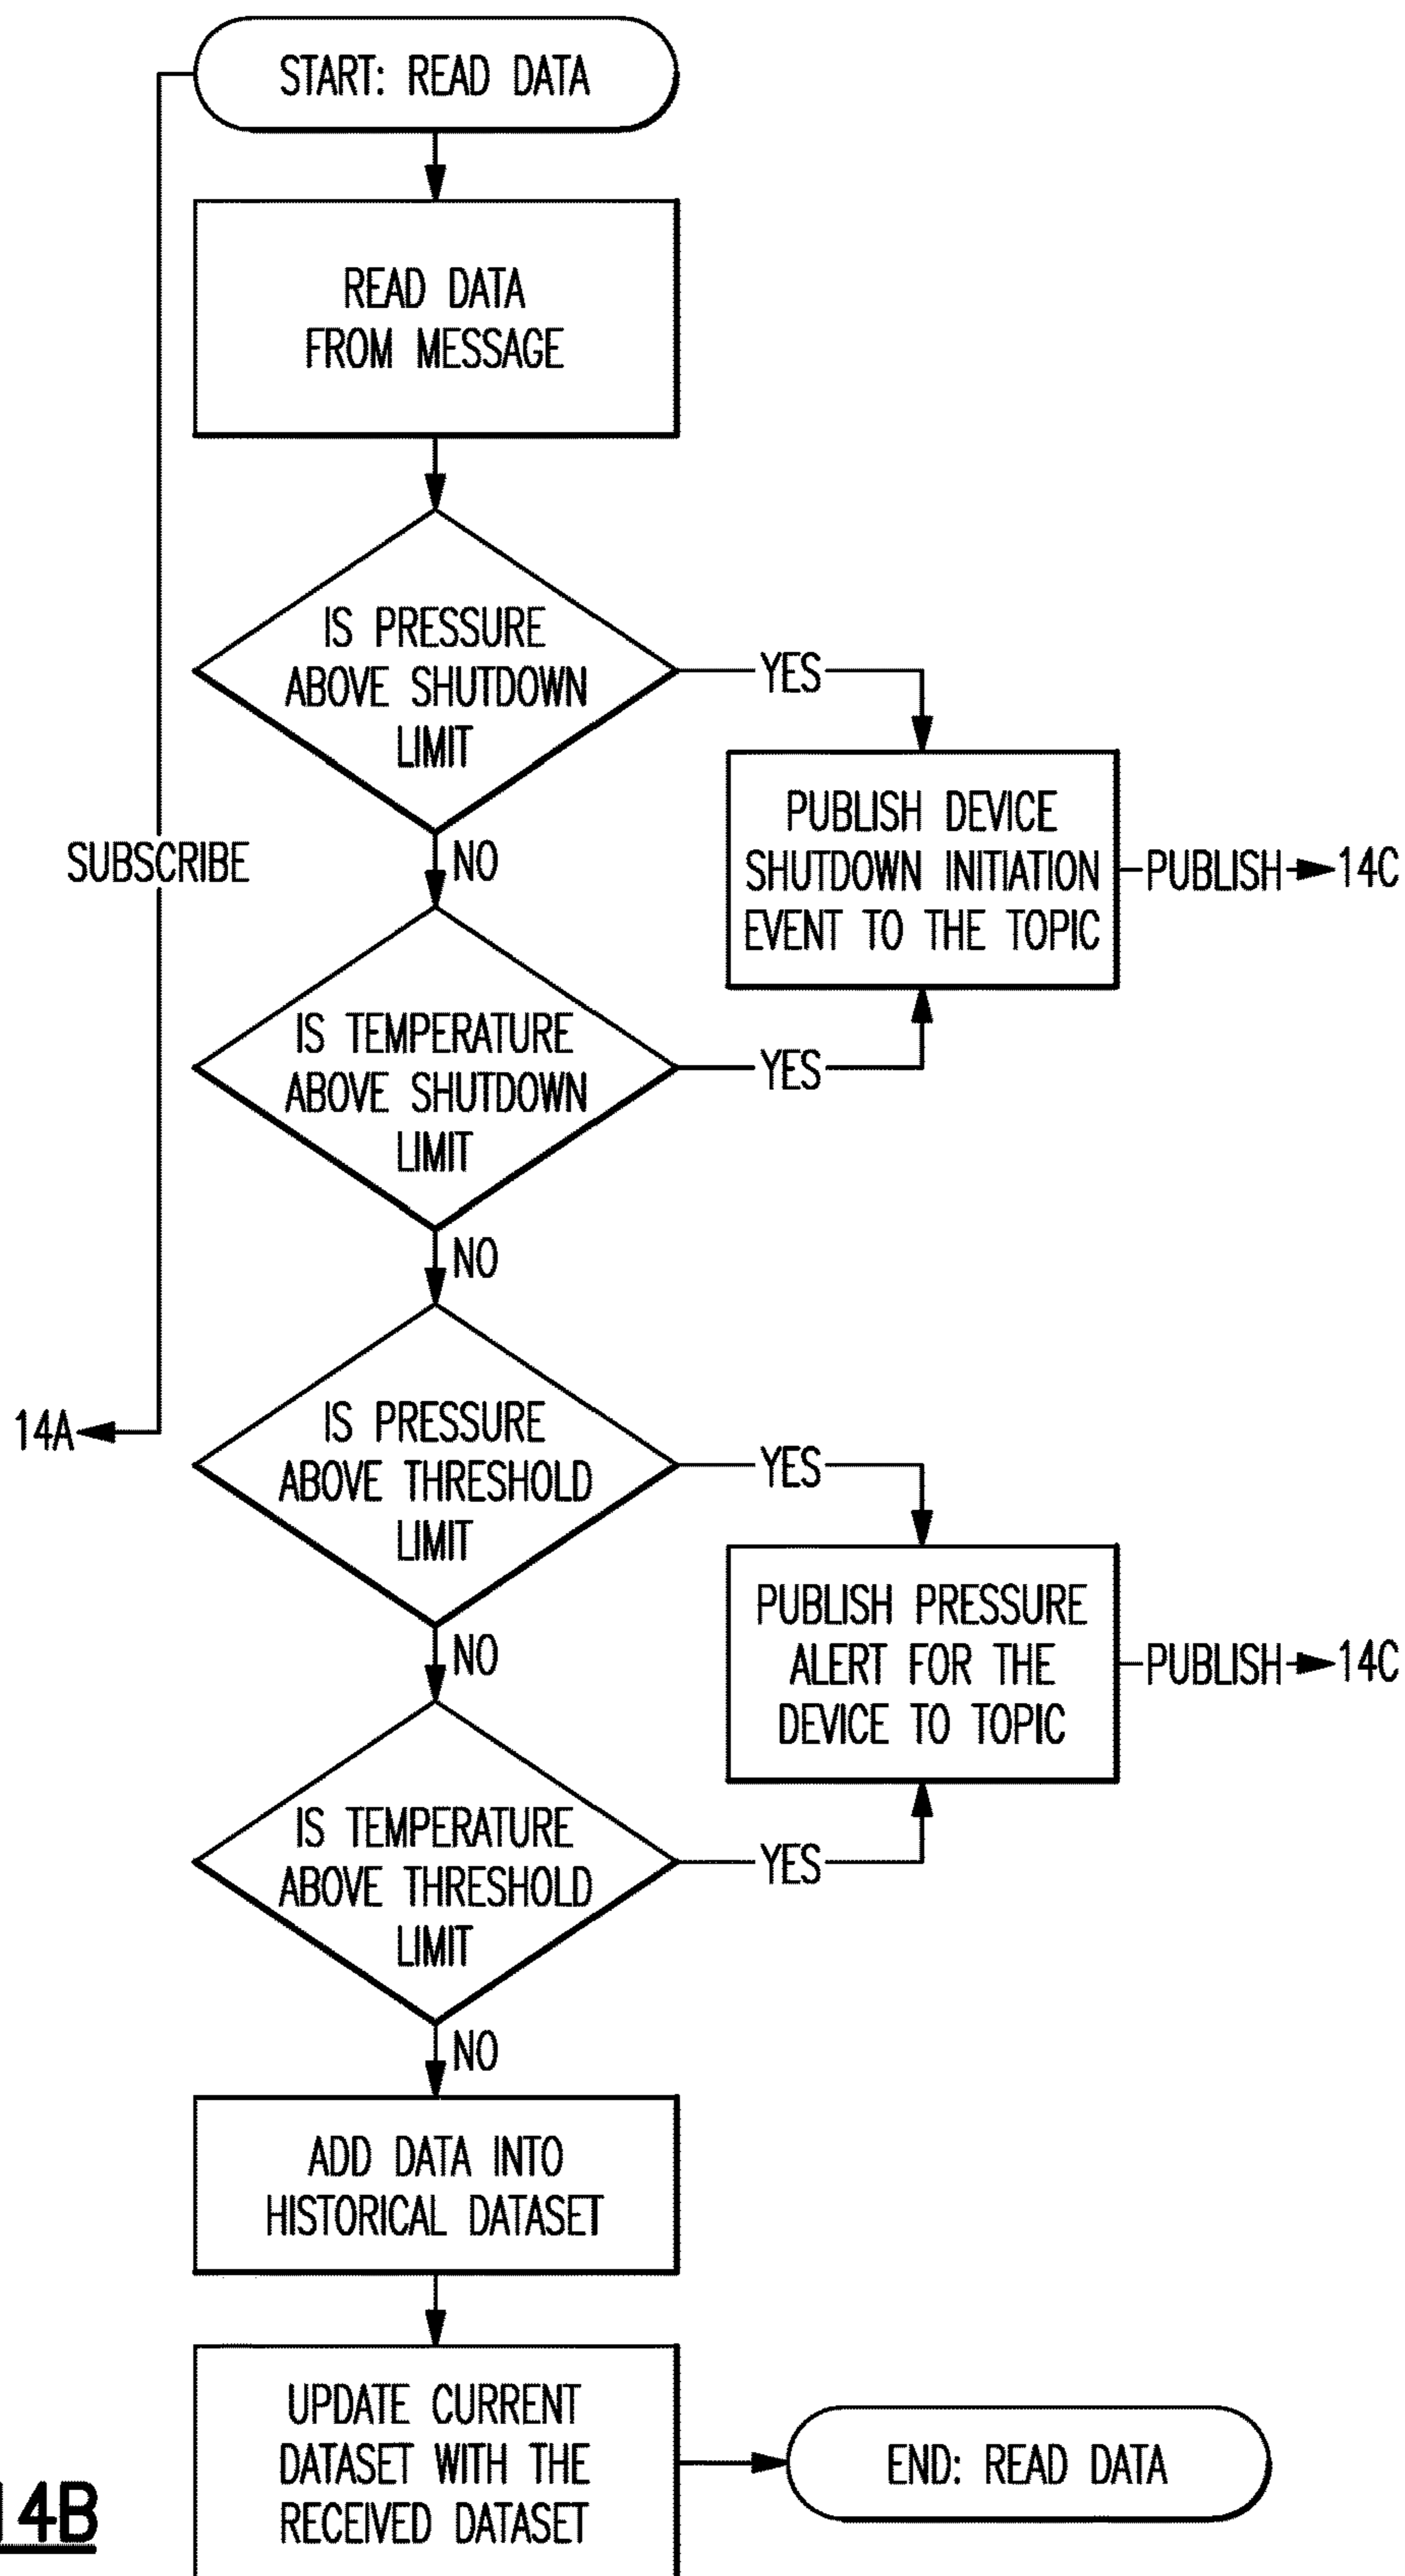 START: READ DATA
READ DATA
FROM MESSAGE
IS PRESSURE
ABOVE SHUTDOWN
LIMIT
YES
PUBLISH DEVICE
SHUTDOWN INITIATION
EVENT TO THE TOPIC
PUBLISH
14C
SUBSCRIBE
NO
IS TEMPERATURE
ABOVE SHUTDOWN
LIMIT
YES
NO
14A
IS PRESSURE
ABOVE THRESHOLD
LIMIT
YES
PUBLISH PRESSURE
ALERT FOR THE
DEVICE TO TOPIC
PUBLISH
14C
NO
IS TEMPERATURE
ABOVE THRESHOLD
LIMIT
YES
NO
ADD DATA INTO
HISTORICAL DATASET
UPDATE CURRENT
DATASET WITH THE
RECEIVED DATASET
END: READ DATA
14B